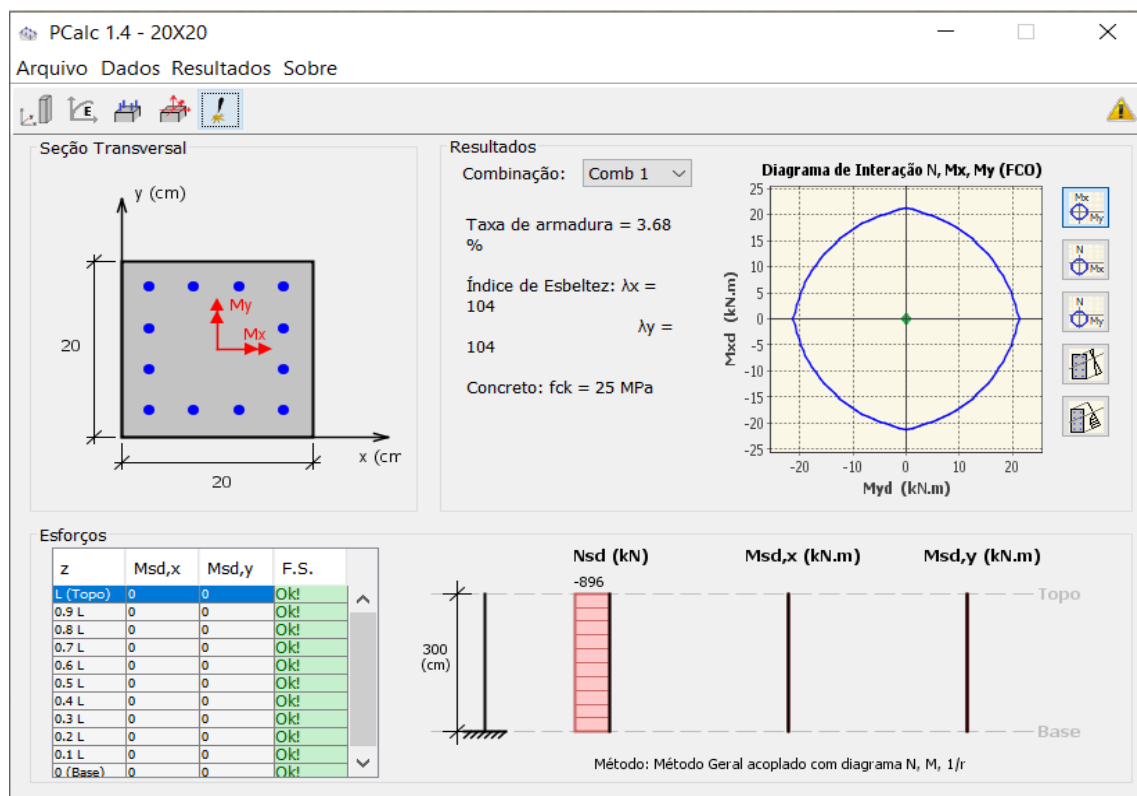 PCalc 1.4 - 20X20
Arquivo Dados Resultados Sobre
E
Seção Transversal
y (cm)
My
Mx
20
x (cm
20
Resultados
Combinação: Comb 1
Taxa de armadura = 3.68
%
Índice de Esbeltez: λx =
104
λy =
104
Concreto: fck = 25 MPa
Diagrama de Interação N, Mx, My (FCO)
25
20
15
10
5
0
-5
-10
-15
-20
-25
-20 -10 0 10 20
Mxd (kN.m)
Myd (kN.m)
Mx
My
N
Mx
N
My
Esforços
z Msd,x Msd,y F.S.
L (Topo) 0 0 Ok!
0.9 L 0 0 Ok!
0.8 L 0 0 Ok!
0.7 L 0 0 Ok!
0.6 L 0 0 Ok!
0.5 L 0 0 Ok!
0.4 L 0 0 Ok!
0.3 L 0 0 Ok!
0.2 L 0 0 Ok!
0.1 L 0 0 Ok!
0 (Base) 0 0 Ok!
Nsd (kN) Msd,x (kN.m) Msd,y (kN.m)
-896
Topo
300
(cm)
Base
Método: Método Geral acoplado com diagrama N, M, 1/r